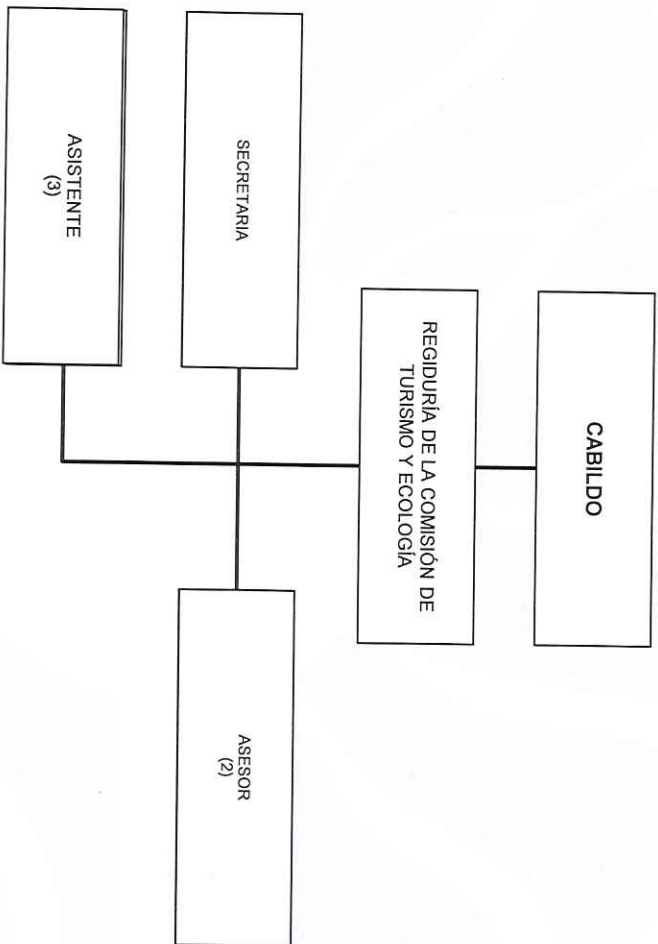 CABILDO
REGIDURÍA DE LA COMISIÓN DE
TURISMO Y ECOLOGÍA
SECRETARIA
ASESOR
(2)
ASISTENTE
(3)